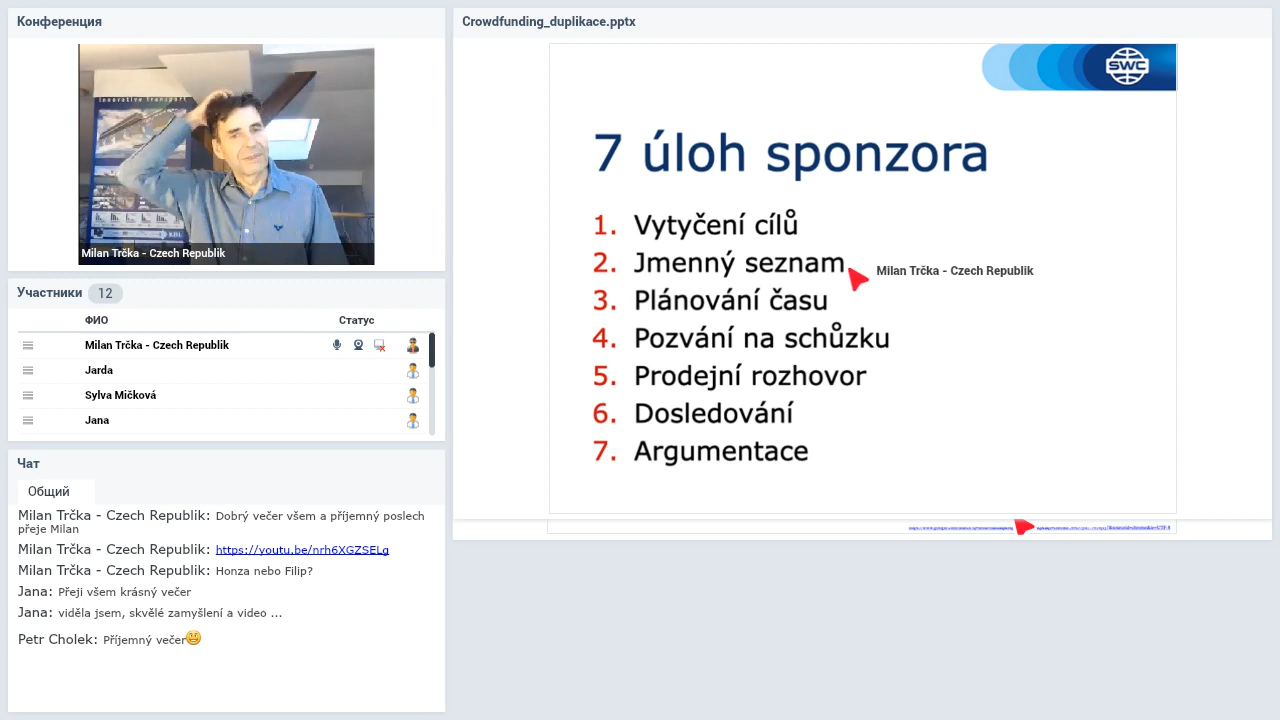 Конференция
Innovative transport
Milan Trčka - Czech Republik
Участники 12
ФИО Статус
Milan Trčka - Czech Republik
Jarda
Sylva Mičková
Jana
Чат
Общий
Milan Trčka - Czech Republik: Dobrý večer všem a příjemný poslech
přeje Milan
Milan Trčka - Czech Republik: https://youtu.be/nrh6XGZSELg
Milan Trčka - Czech Republik: Honza nebo Filip?
Jana: Přeji všem krásný večer
Jana: viděla jsem, skvělé zamyšlení a video ...
Petr Cholek: Příjemný večer
Crowdfunding_duplikace.pptx
SWC
7 úloh sponzora
1. Vytyčení cílů
2. Jmenný seznam
Milan Trčka - Czech Republik
3. Plánování času
4. Pozvání na schůzku
5. Prodejní rozhovor
6. Dosledování
7. Argumentace